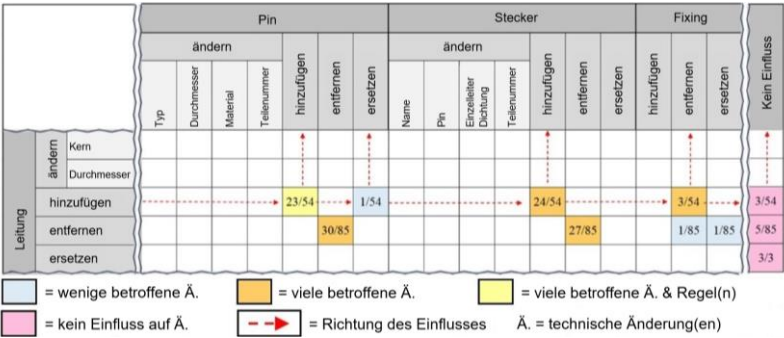 Pin Stecker Fixing Kein Einfluss
ändern hinzufügen entfernen ersetzen ändern hinzufügen entfernen ersetzen hinzufügen entfernen ersetzen
Typ Durchmesser Material Teilenummer Name Pin Einzelleiter Dichtung Teilenummer
Leitung ändern Kern
Durchmesser
hinzufügen 23/54 1/54 24/54 3/54 3/54
entfernen 30/85 27/85 1/85 1/85 5/85
ersetzen 3/3
= wenige betroffene Ä. = viele betroffene Ä. = viele betroffene Ä. & Regel(n)
= kein Einfluss auf Ä. = Richtung des Einflusses Ä. = technische Änderung(en)